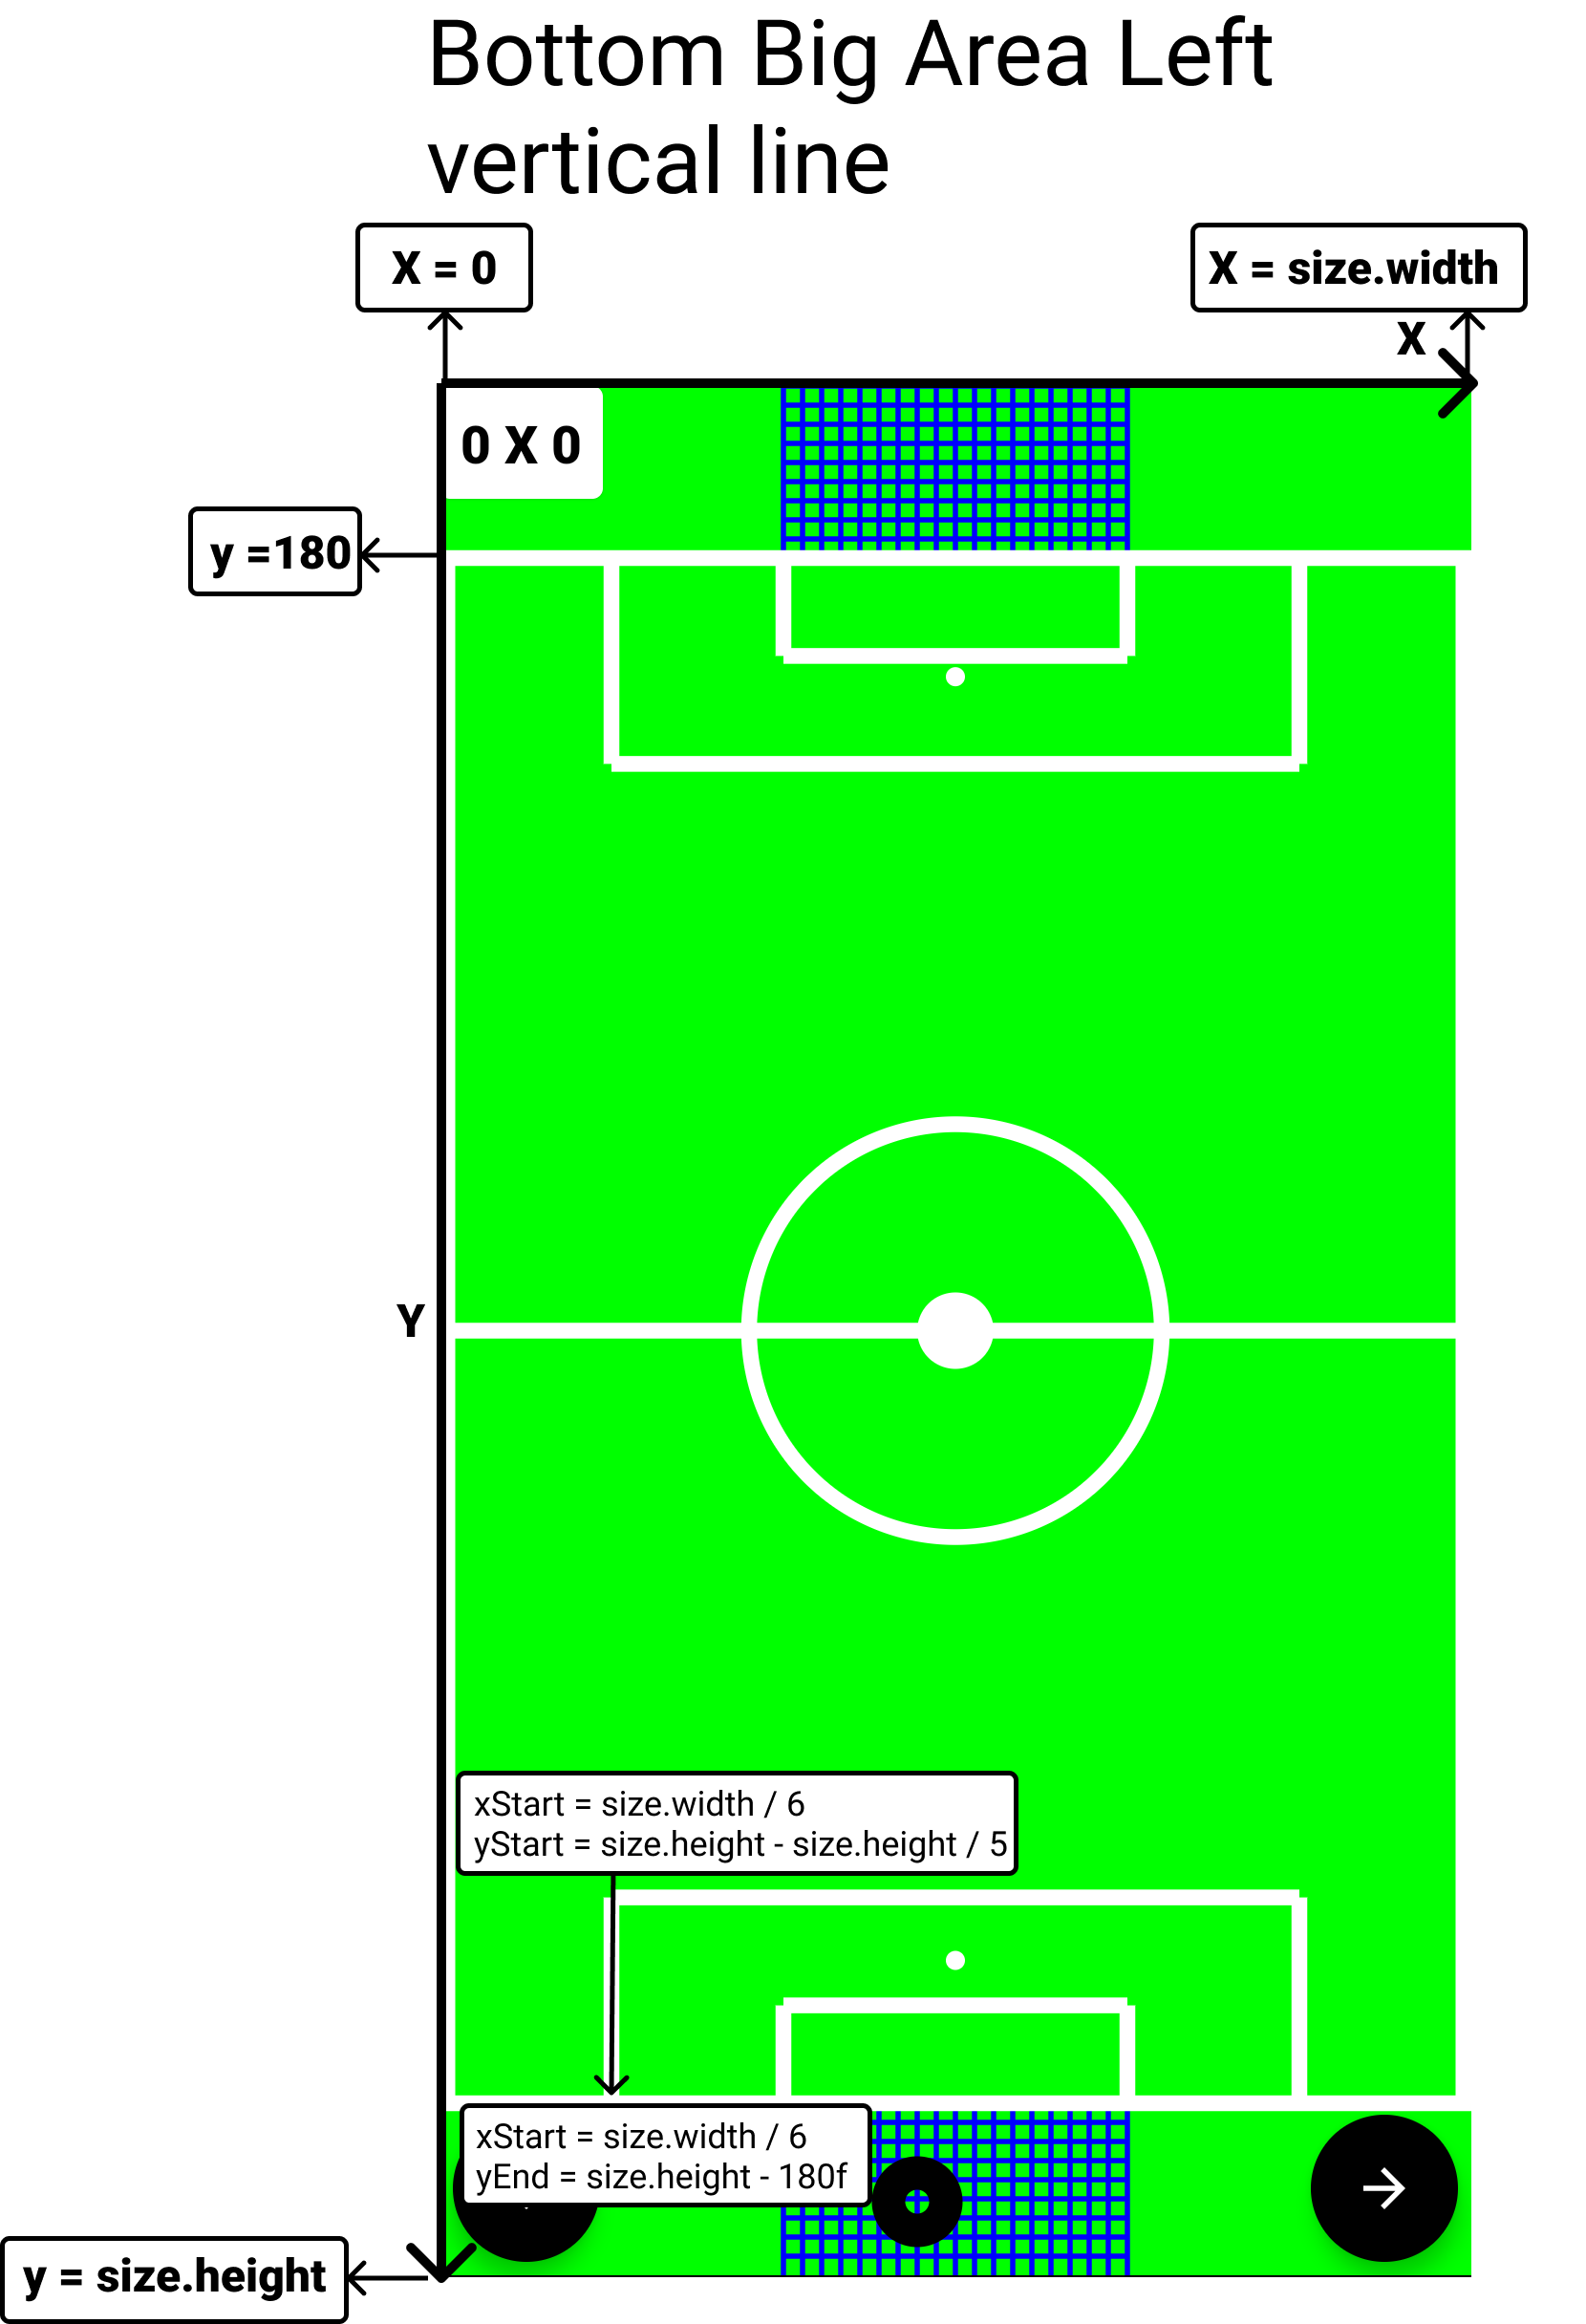 Bottom Big Area Left
vertical line
X = 0
X = size.width
X
0 X 0
y =180
Y
xStart = size.width / 6
yStart = size.height - size.height / 5
xStart = size.width / 6
yEnd = size.height - 180f
y = size.height